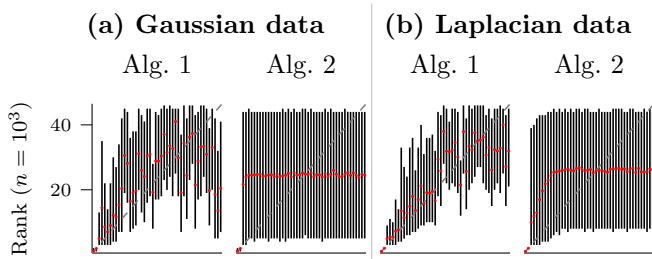 (a) Gaussian data
(b) Laplacian data
Alg. 1
Alg. 2
Alg. 1
Alg. 2
Rank (n = 10³)
40
20